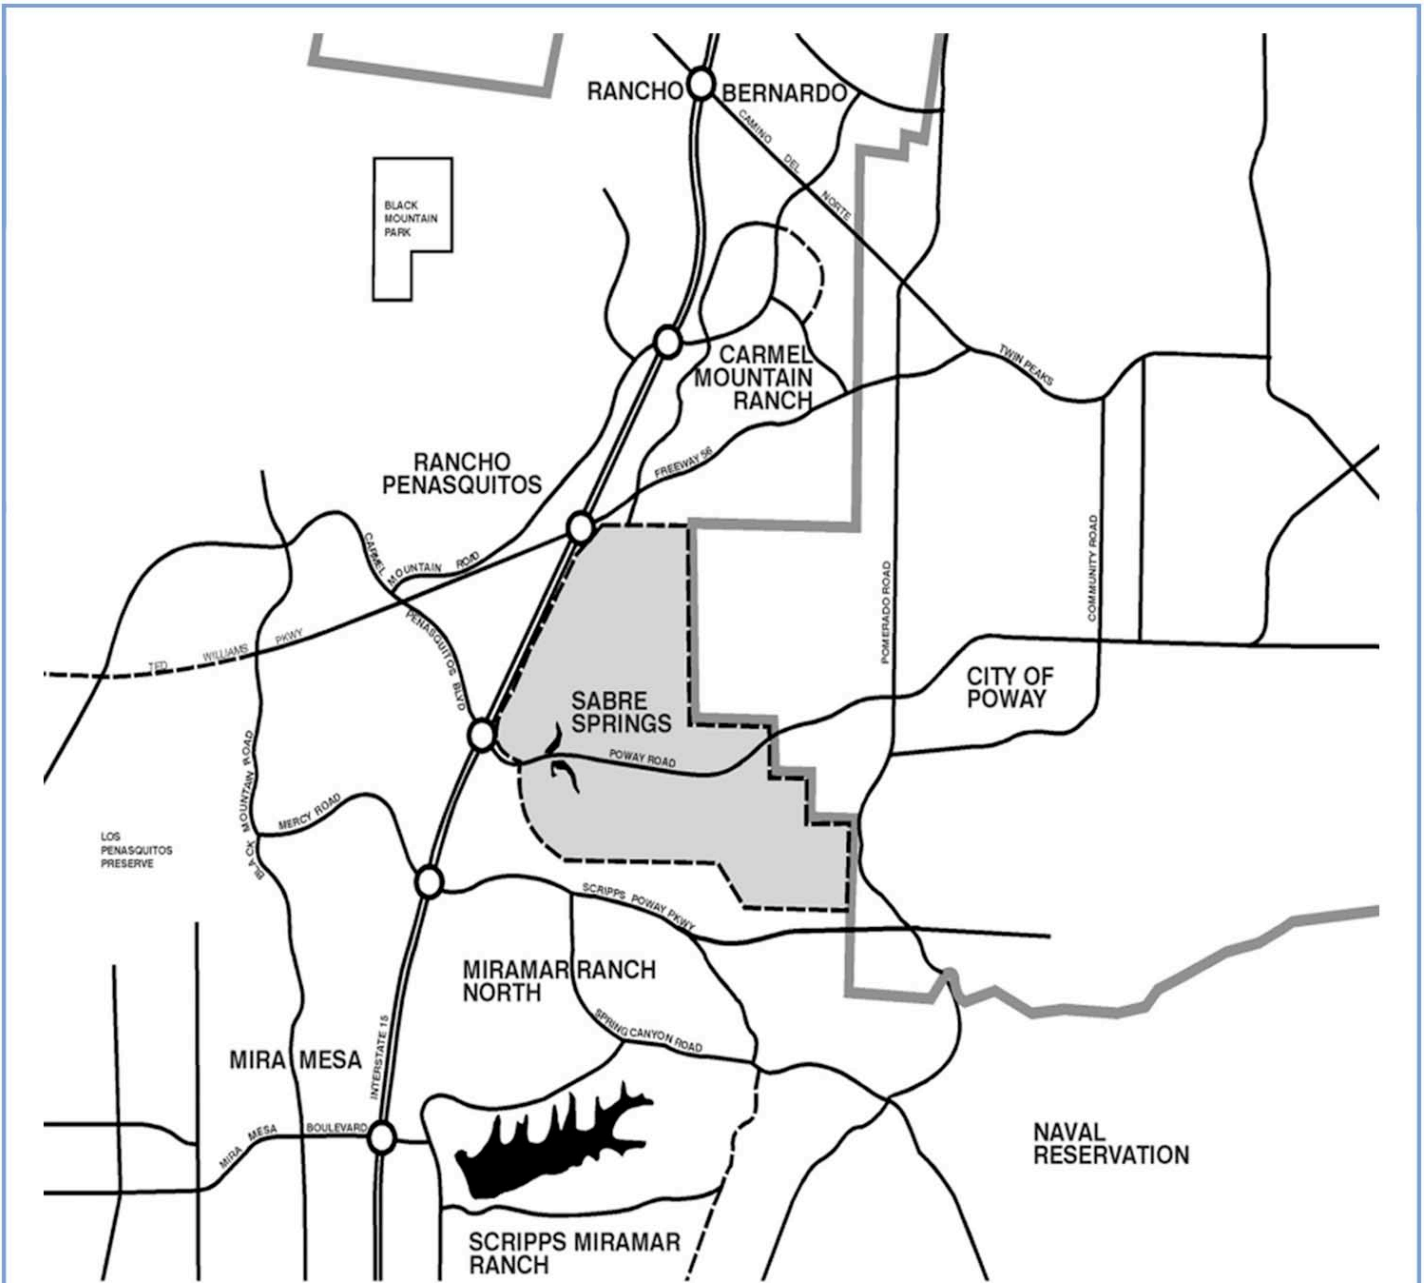 RANCHO BERNARDO
CAMINO DEL NORTE
BLACK
MOUNTAIN
PARK
CARMEL
MOUNTAIN
RANCH
TWIN PEAKS
RANCHO
PENASQUITOS
FREEWAY 56
CARMEL MOUNTAIN ROAD
PENASQUITOS BLVD
TED WILLIAMS PKWY
POMERADO ROAD
COMMUNITY ROAD
CITY OF
POWAY
SABRE
SPRINGS
POWAY ROAD
BLACK MOUNTAIN ROAD
MERCY ROAD
LOS
PENASQUITOS
PRESERVE
SCRIPPS POWAY PKWY
MIRAMAR RANCH
NORTH
SPRING CANYON ROAD
INTERSTATE 15
MIRA MESA
MIRA MESA BOULEVARD
NAVAL
RESERVATION
SCRIPPS MIRAMAR
RANCH